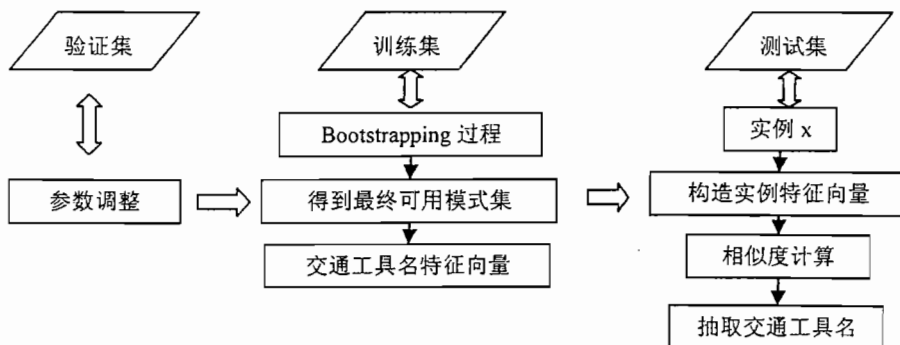 验证集
训练集
测试集
Bootstrapping 过程
实例 x
参数调整
得到最终可用模式集
构造实例特征向量
交通工具名特征向量
相似度计算
抽取交通工具名